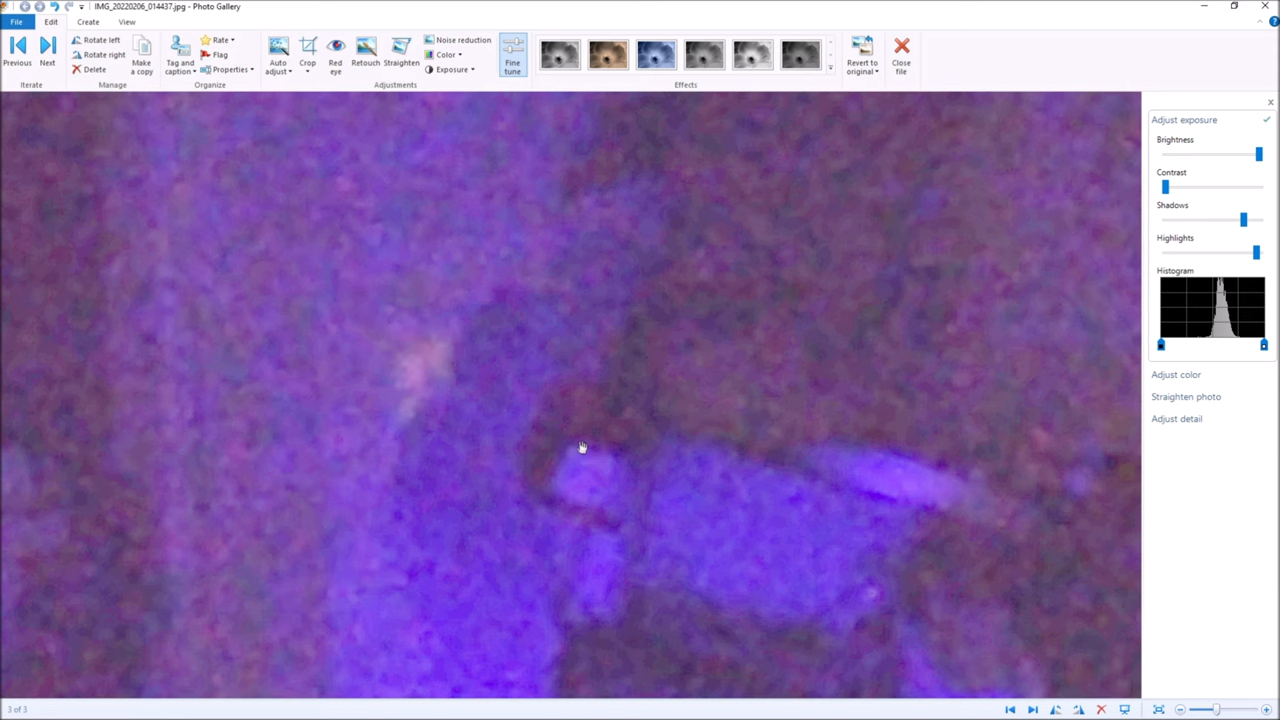 IMG_20220206_014437.jpg - Photo Gallery
File
Edit
Create
View
Previous
Next
Iterate
Rotate left
Rotate right
Delete
Make
a copy
Manage
Tag and
caption
Rate
Flag
Properties
Organize
Auto
adjust
Crop
Red
eye
Retouch
Straighten
Noise reduction
Color
Exposure
Adjustments
Fine
tune
Effects
Revert to
original
Close
file
Adjust exposure
Brightness
Contrast
Shadows
Highlights
Histogram
Adjust color
Straighten photo
Adjust detail
3 of 3